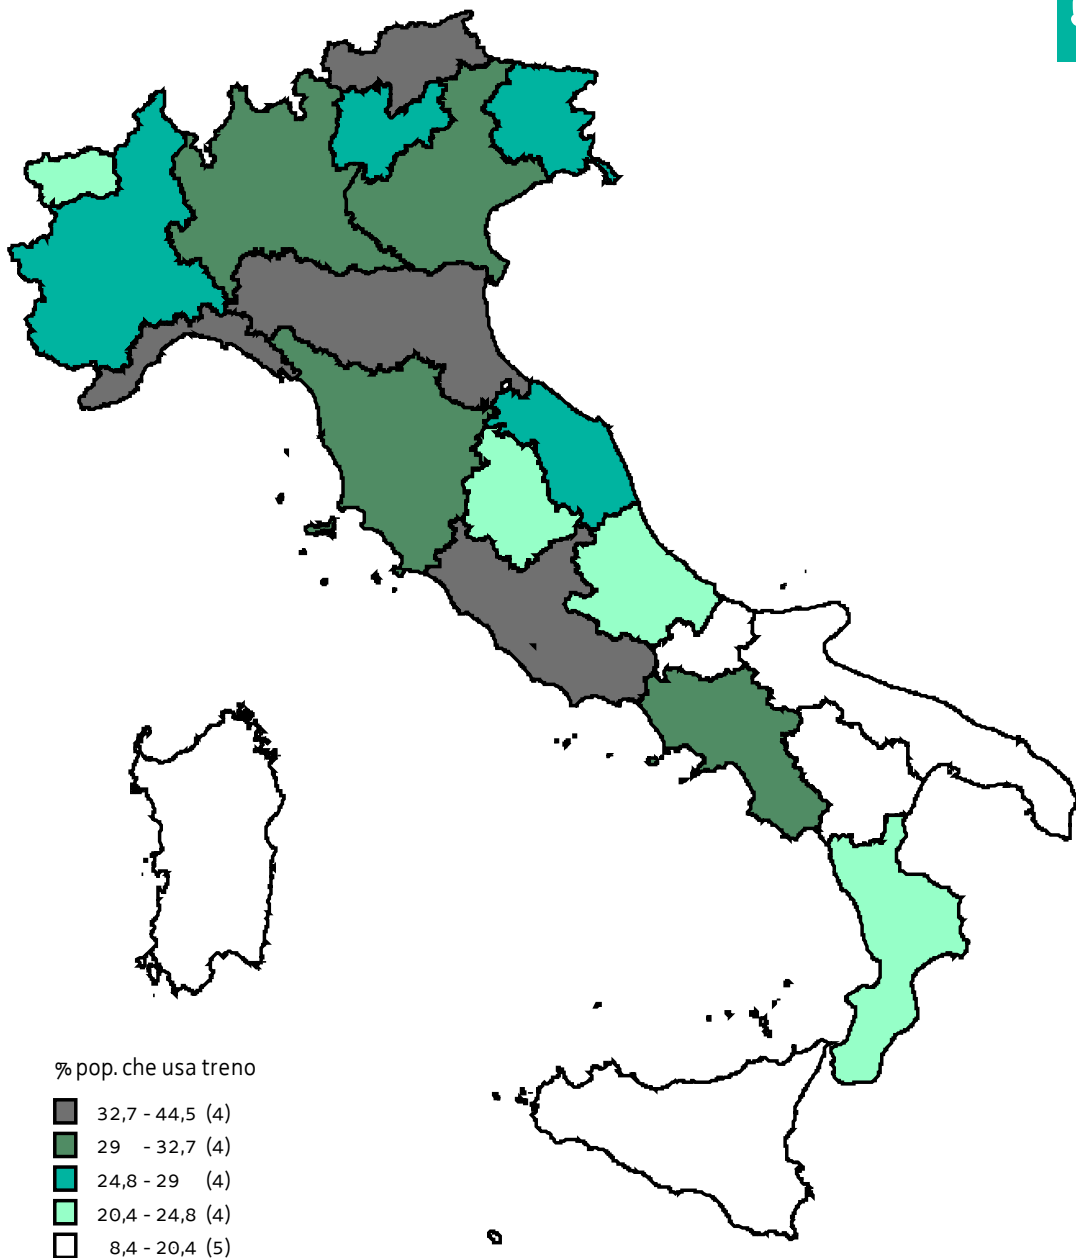 % pop. che usa treno
32,7 - 44,5 (4)
29 - 32,7 (4)
24,8 - 29 (4)
20,4 - 24,8 (4)
8,4 - 20,4 (5)